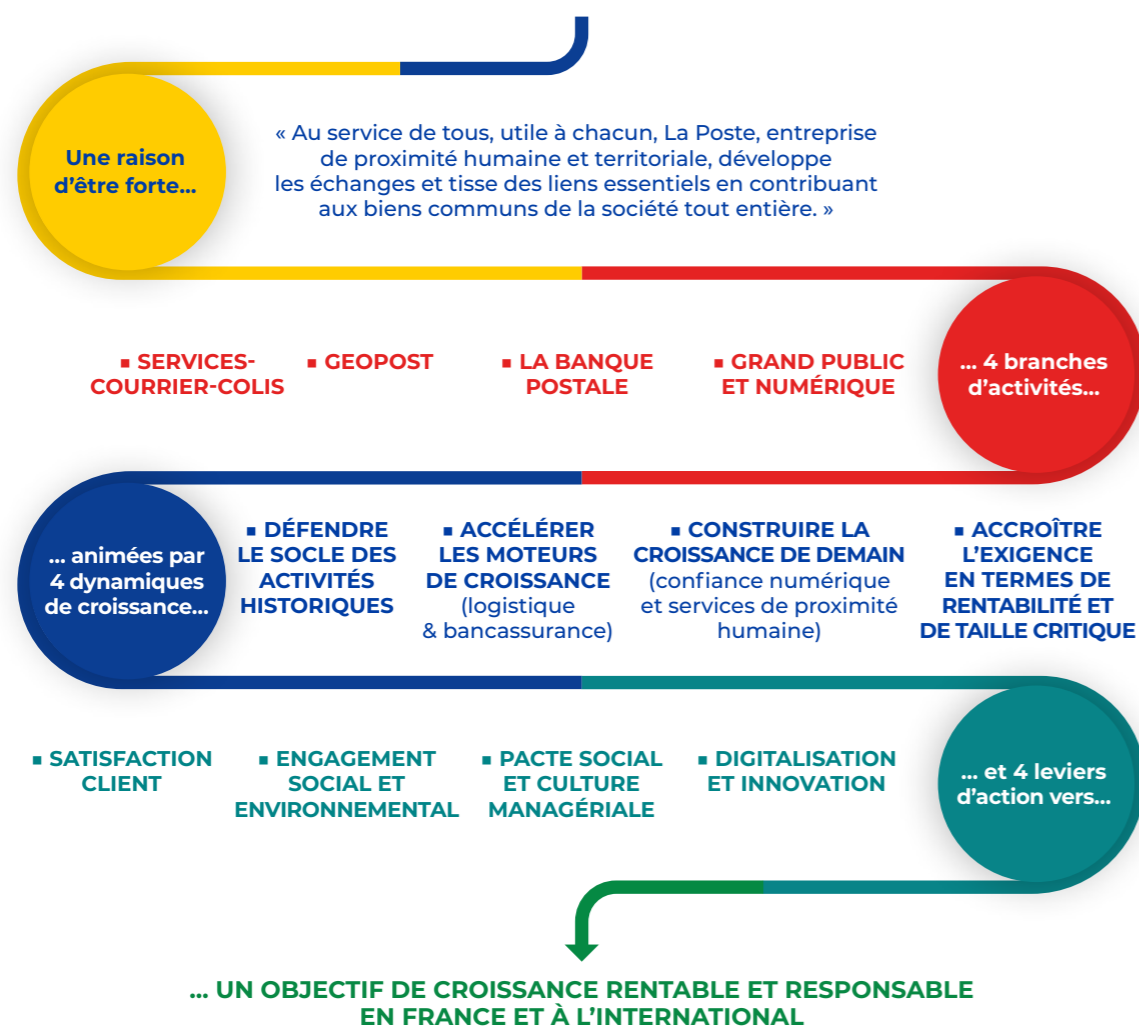 Une raison
d'être forte...
« Au service de tous, utile à chacun, La Poste, entreprise
de proximité humaine et territoriale, développe
les échanges et tisse des liens essentiels en contribuant
aux biens communs de la société tout entière. »
▪ SERVICES-
COURRIER-COLIS
▪ GEOPOST
▪ LA BANQUE
POSTALE
▪ GRAND PUBLIC
ET NUMÉRIQUE
... 4 branches
d'activités...
... animées par
4 dynamiques
de croissance...
▪ DÉFENDRE
LE SOCLE DES
ACTIVITÉS
HISTORIQUES
▪ ACCÉLÉRER
LES MOTEURS
DE CROISSANCE
(logistique
& bancassurance)
▪ CONSTRUIRE LA
CROISSANCE DE DEMAIN
(confiance numérique
et services de proximité
humaine)
▪ ACCROÎTRE
L'EXIGENCE
EN TERMES DE
RENTABILITÉ ET
DE TAILLE CRITIQUE
▪ SATISFACTION
CLIENT
▪ ENGAGEMENT
SOCIAL ET
ENVIRONNEMENTAL
▪ PACTE SOCIAL
ET CULTURE
MANAGÉRIALE
▪ DIGITALISATION
ET INNOVATION
... et 4 leviers
d'action vers...
... UN OBJECTIF DE CROISSANCE RENTABLE ET RESPONSABLE
EN FRANCE ET À L'INTERNATIONAL